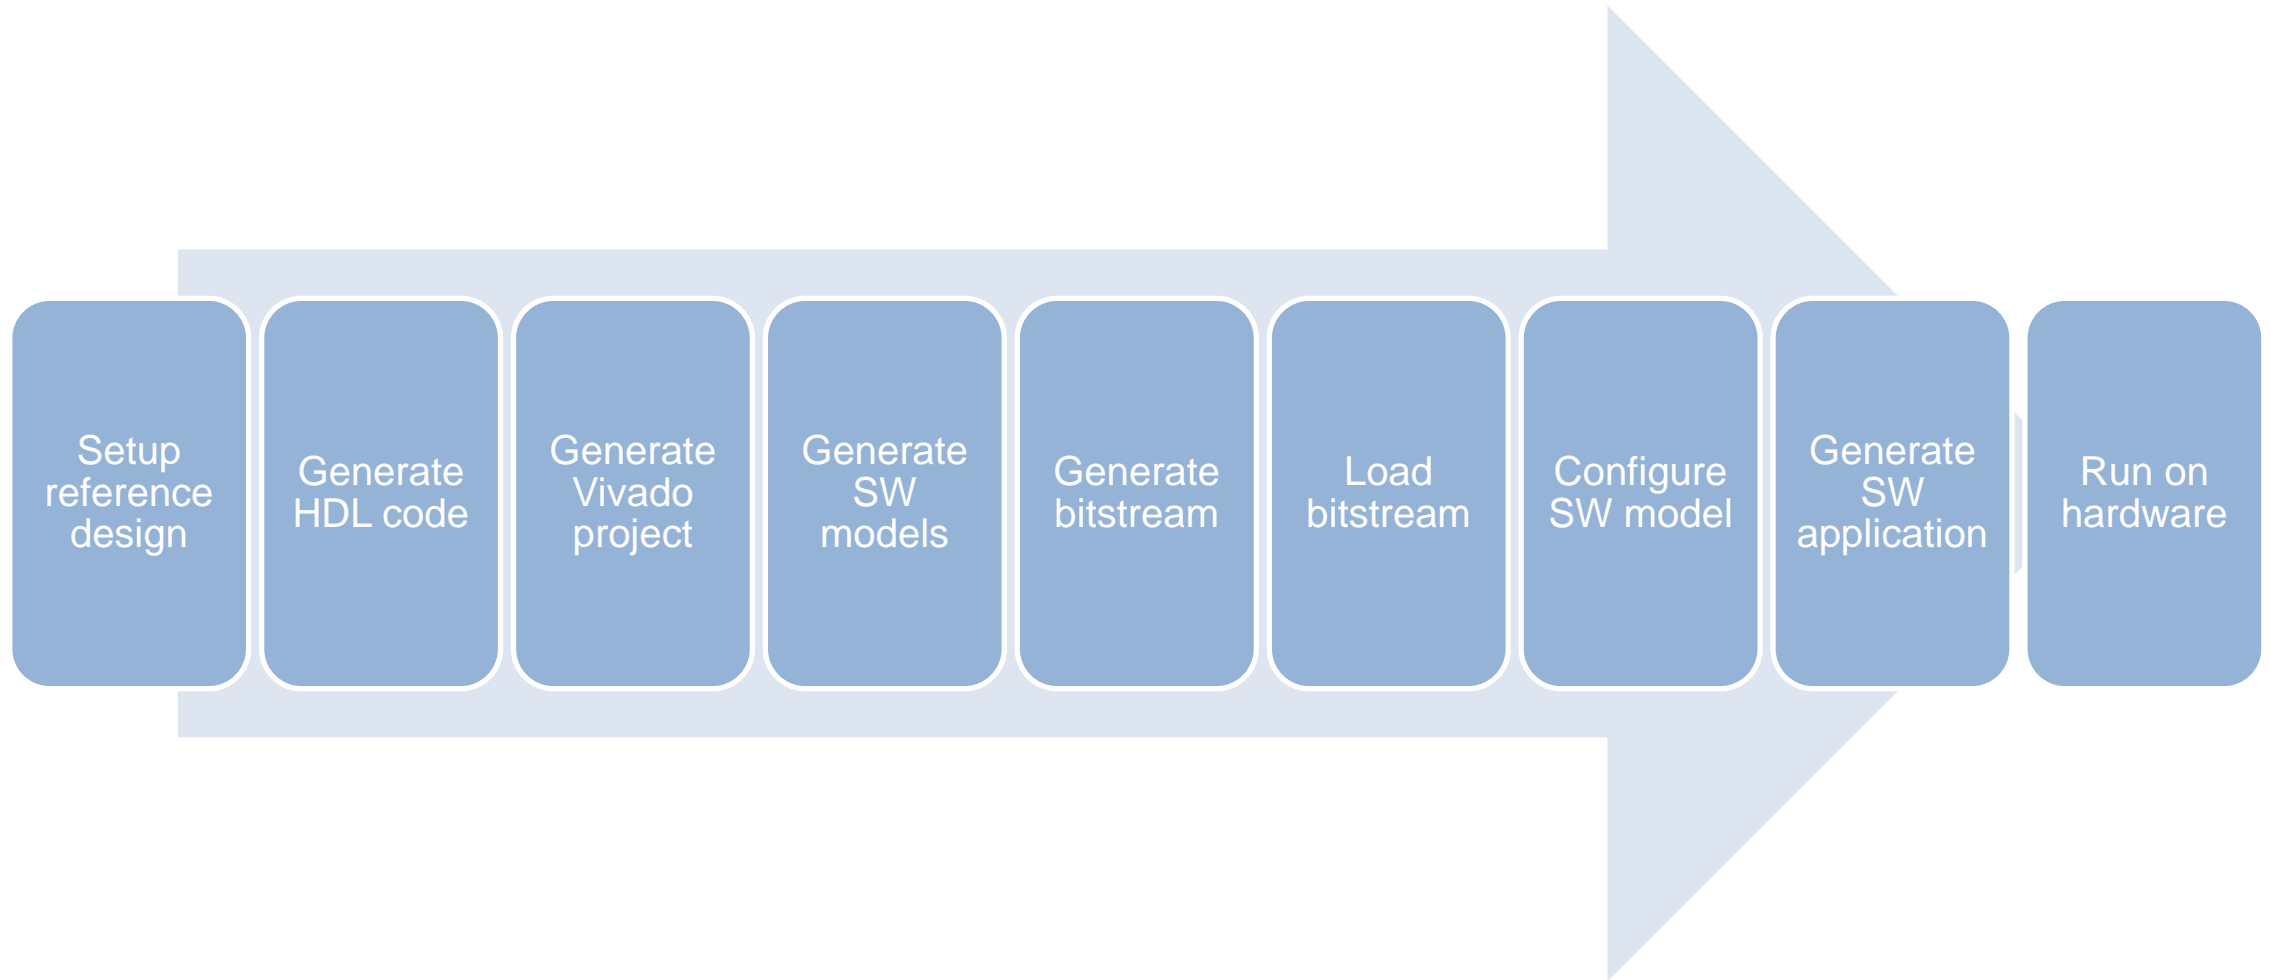 Setup
reference
design
Generate
HDL code
Generate
Vivado
project
Generate
SW
models
Generate
bitstream
Load
bitstream
Configure
SW model
Generate
SW
application
Run on
hardware